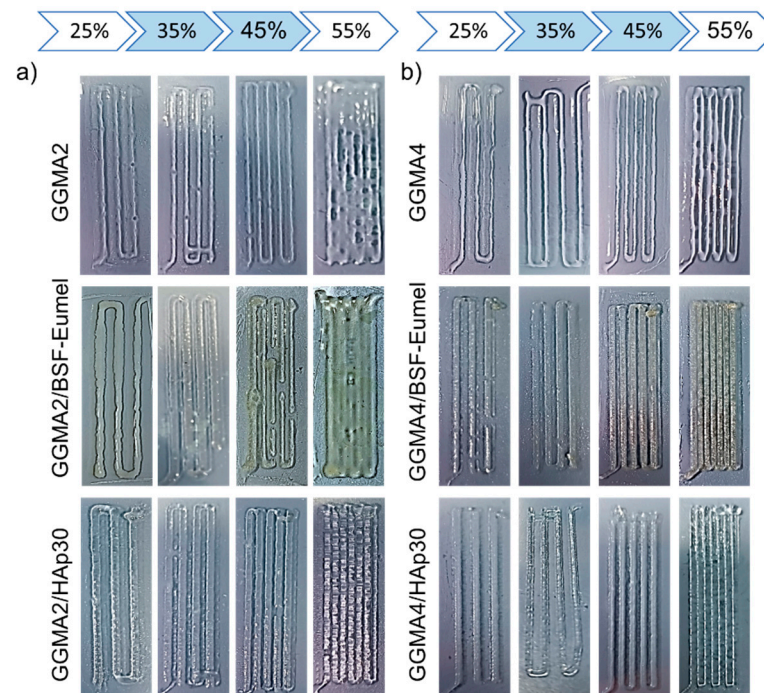 25% 35% 45% 55% 25% 35% 45% 55%
a) b)
GGMA2 GGMA4
GGMA2/BSF-Eumel GGMA4/BSF-Eumel
GGMA2/HAp30 GGMA4/HAp30